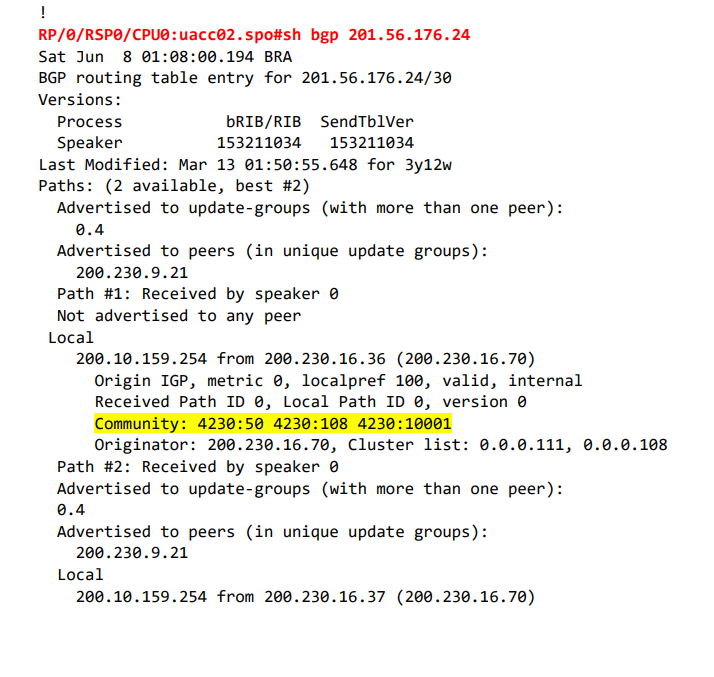 !
RP/0/RSP0/CPU0:uacc02.spo#sh bgp 201.56.176.24
Sat Jun  8 01:08:00.194 BRA
BGP routing table entry for 201.56.176.24/30
Versions:
  Process           bRIB/RIB  SendTblVer
  Speaker          153211034   153211034
Last Modified: Mar 13 01:50:55.648 for 3y12w
Paths: (2 available, best #2)
  Advertised to update-groups (with more than one peer):
    0.4
  Advertised to peers (in unique update groups):
    200.230.9.21
  Path #1: Received by speaker 0
  Not advertised to any peer
 Local
    200.10.159.254 from 200.230.16.36 (200.230.16.70)
      Origin IGP, metric 0, localpref 100, valid, internal
      Received Path ID 0, Local Path ID 0, version 0
      Community: 4230:50 4230:108 4230:10001
      Originator: 200.230.16.70, Cluster list: 0.0.0.111, 0.0.0.108
  Path #2: Received by speaker 0
  Advertised to update-groups (with more than one peer):
  0.4
  Advertised to peers (in unique update groups):
    200.230.9.21
  Local
    200.10.159.254 from 200.230.16.37 (200.230.16.70)